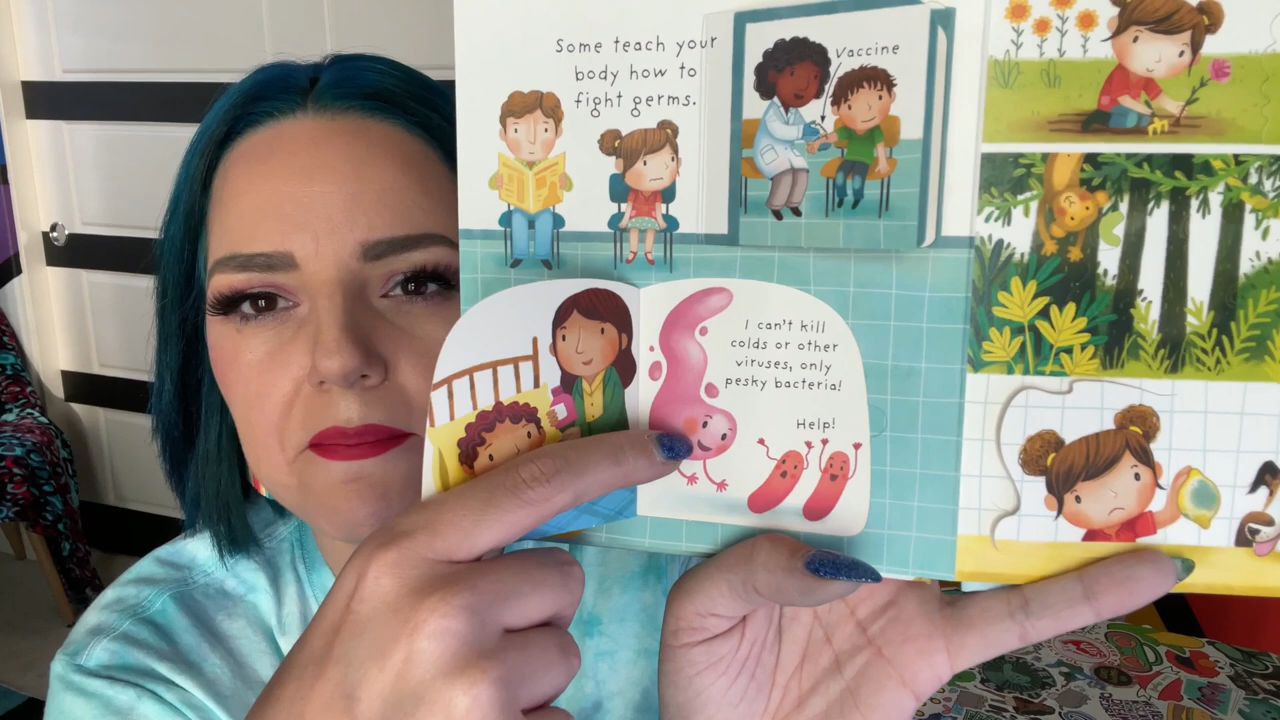 Some teach your
body how to
fight germs.
Vaccine
I can't kill
colds or other
viruses, only
pesky bacteria!
Help!